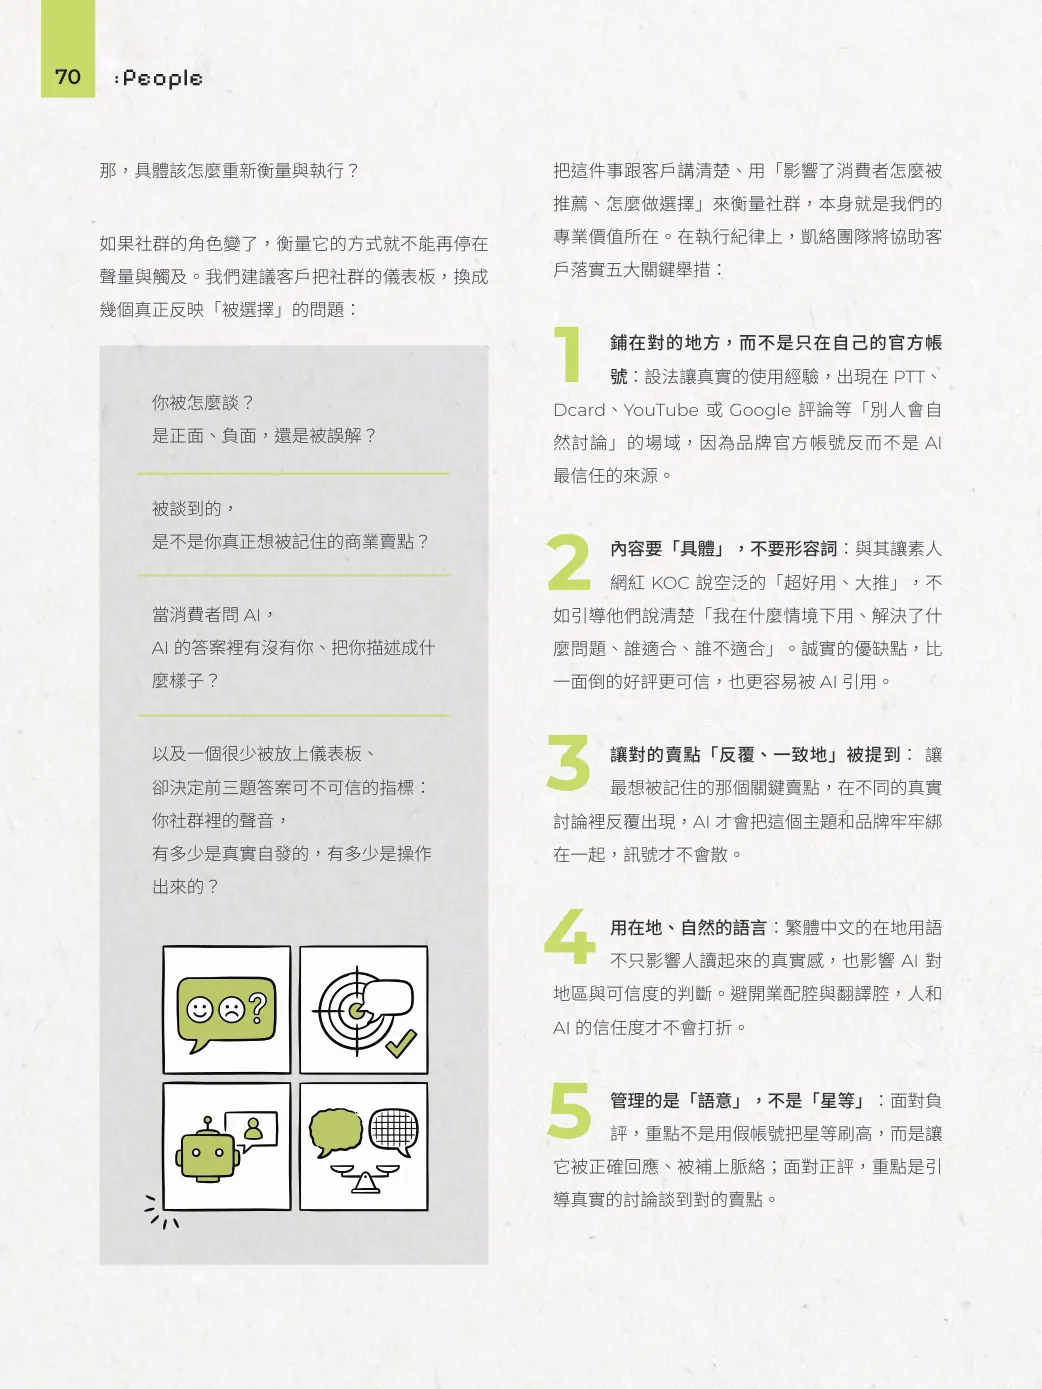 70
:People
那，具體該怎麼重新衡量與執行？
如果社群的角色變了，衡量它的方式就不能再停在
聲量與觸及。我們建議客戶把社群的儀表板，換成
幾個真正反映「被選擇」的問題：
你被怎麼談？
是正面、負面，還是被誤解？
被談到的，
是不是你真正想被記住的商業賣點？
當消費者問 AI，
AI 的答案裡有沒有你、把你描述成什
麼樣子？
以及一個很少被放上儀表板、
卻決定前三題答案可不可信的指標：
你社群裡的聲音，
有多少是真實自發的，有多少是操作
出來的？
?
把這件事跟客戶講清楚、用「影響了消費者怎麼被
推薦、怎麼做選擇」來衡量社群，本身就是我們的
專業價值所在。在執行紀律上，凱絡團隊將協助客
戶落實五大關鍵舉措：
1
鋪在對的地方，而不是只在自己的官方帳
號：設法讓真實的使用經驗，出現在 PTT、
Dcard、YouTube 或 Google 評論等「別人會自
然討論」的場域，因為品牌官方帳號反而不是 AI
最信任的來源。
2
內容要「具體」，不要形容詞：與其讓素人
網紅 KOC 說空泛的「超好用、大推」，不
如引導他們說清楚「我在什麼情境下用、解決了什
麼問題、誰適合、誰不適合」。誠實的優缺點，比
一面倒的好評更可信，也更容易被 AI 引用。
3
讓對的賣點「反覆、一致地」被提到： 讓
最想被記住的那個關鍵賣點，在不同的真實
討論裡反覆出現，AI 才會把這個主題和品牌牢牢綁
在一起，訊號才不會散。
4
用在地、自然的語言：繁體中文的在地用語
不只影響人讀起來的真實感，也影響 AI 對
地區與可信度的判斷。避開業配腔與翻譯腔，人和
AI 的信任度才不會打折。
5
管理的是「語意」，不是「星等」：面對負
評，重點不是用假帳號把星等刷高，而是讓
它被正確回應、被補上脈絡；面對正評，重點是引
導真實的討論談到對的賣點。